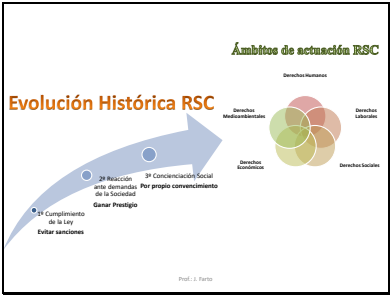 Ámbitos de actuación RSC
Derechos Humanos
Evolución Histórica RSC
Derechos
Medioambientales
Derechos
Laborales
Derechos
Económicos
Derechos Sociales
1º Cumplimiento
de la Ley
Evitar sanciones
2ª Reacción
ante demandas
de la Sociedad
Ganar Prestigio
3º Concienciación Social
Por propio convencimiento
Prof.: J. Farto